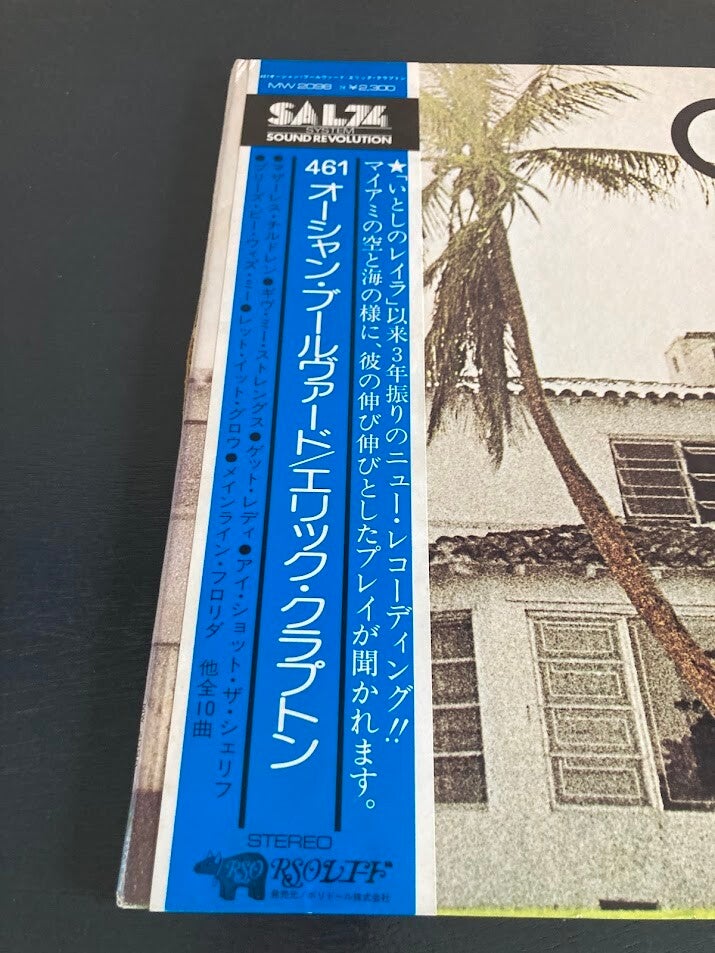 461オーシャン・ブールヴァード・エリック・クラプトン
MW 2096 ¥2,300
SALZ
SYSTEM
SOUND REVOLUTION
★「いとしのレイラ」以来3年振りのニュー・レコーディング!!
マイアミの空と海の様に、彼の伸び伸びとしたプレイが聞かれます。
461 オーシャン・ブールヴァード/エリック・クラプトン
●マザーレス・チルドレン●ギヴ・ミー・ストレングス●ゲット・レディ●アイ・ショット・ザ・シェリフ
●プリーズ・ビー・ウィズ・ミー●レット・イット・グロウ●メインライン・フロリダ 他全10曲
STEREO
RSO RSOレコード
発売元/ポリドール株式会社